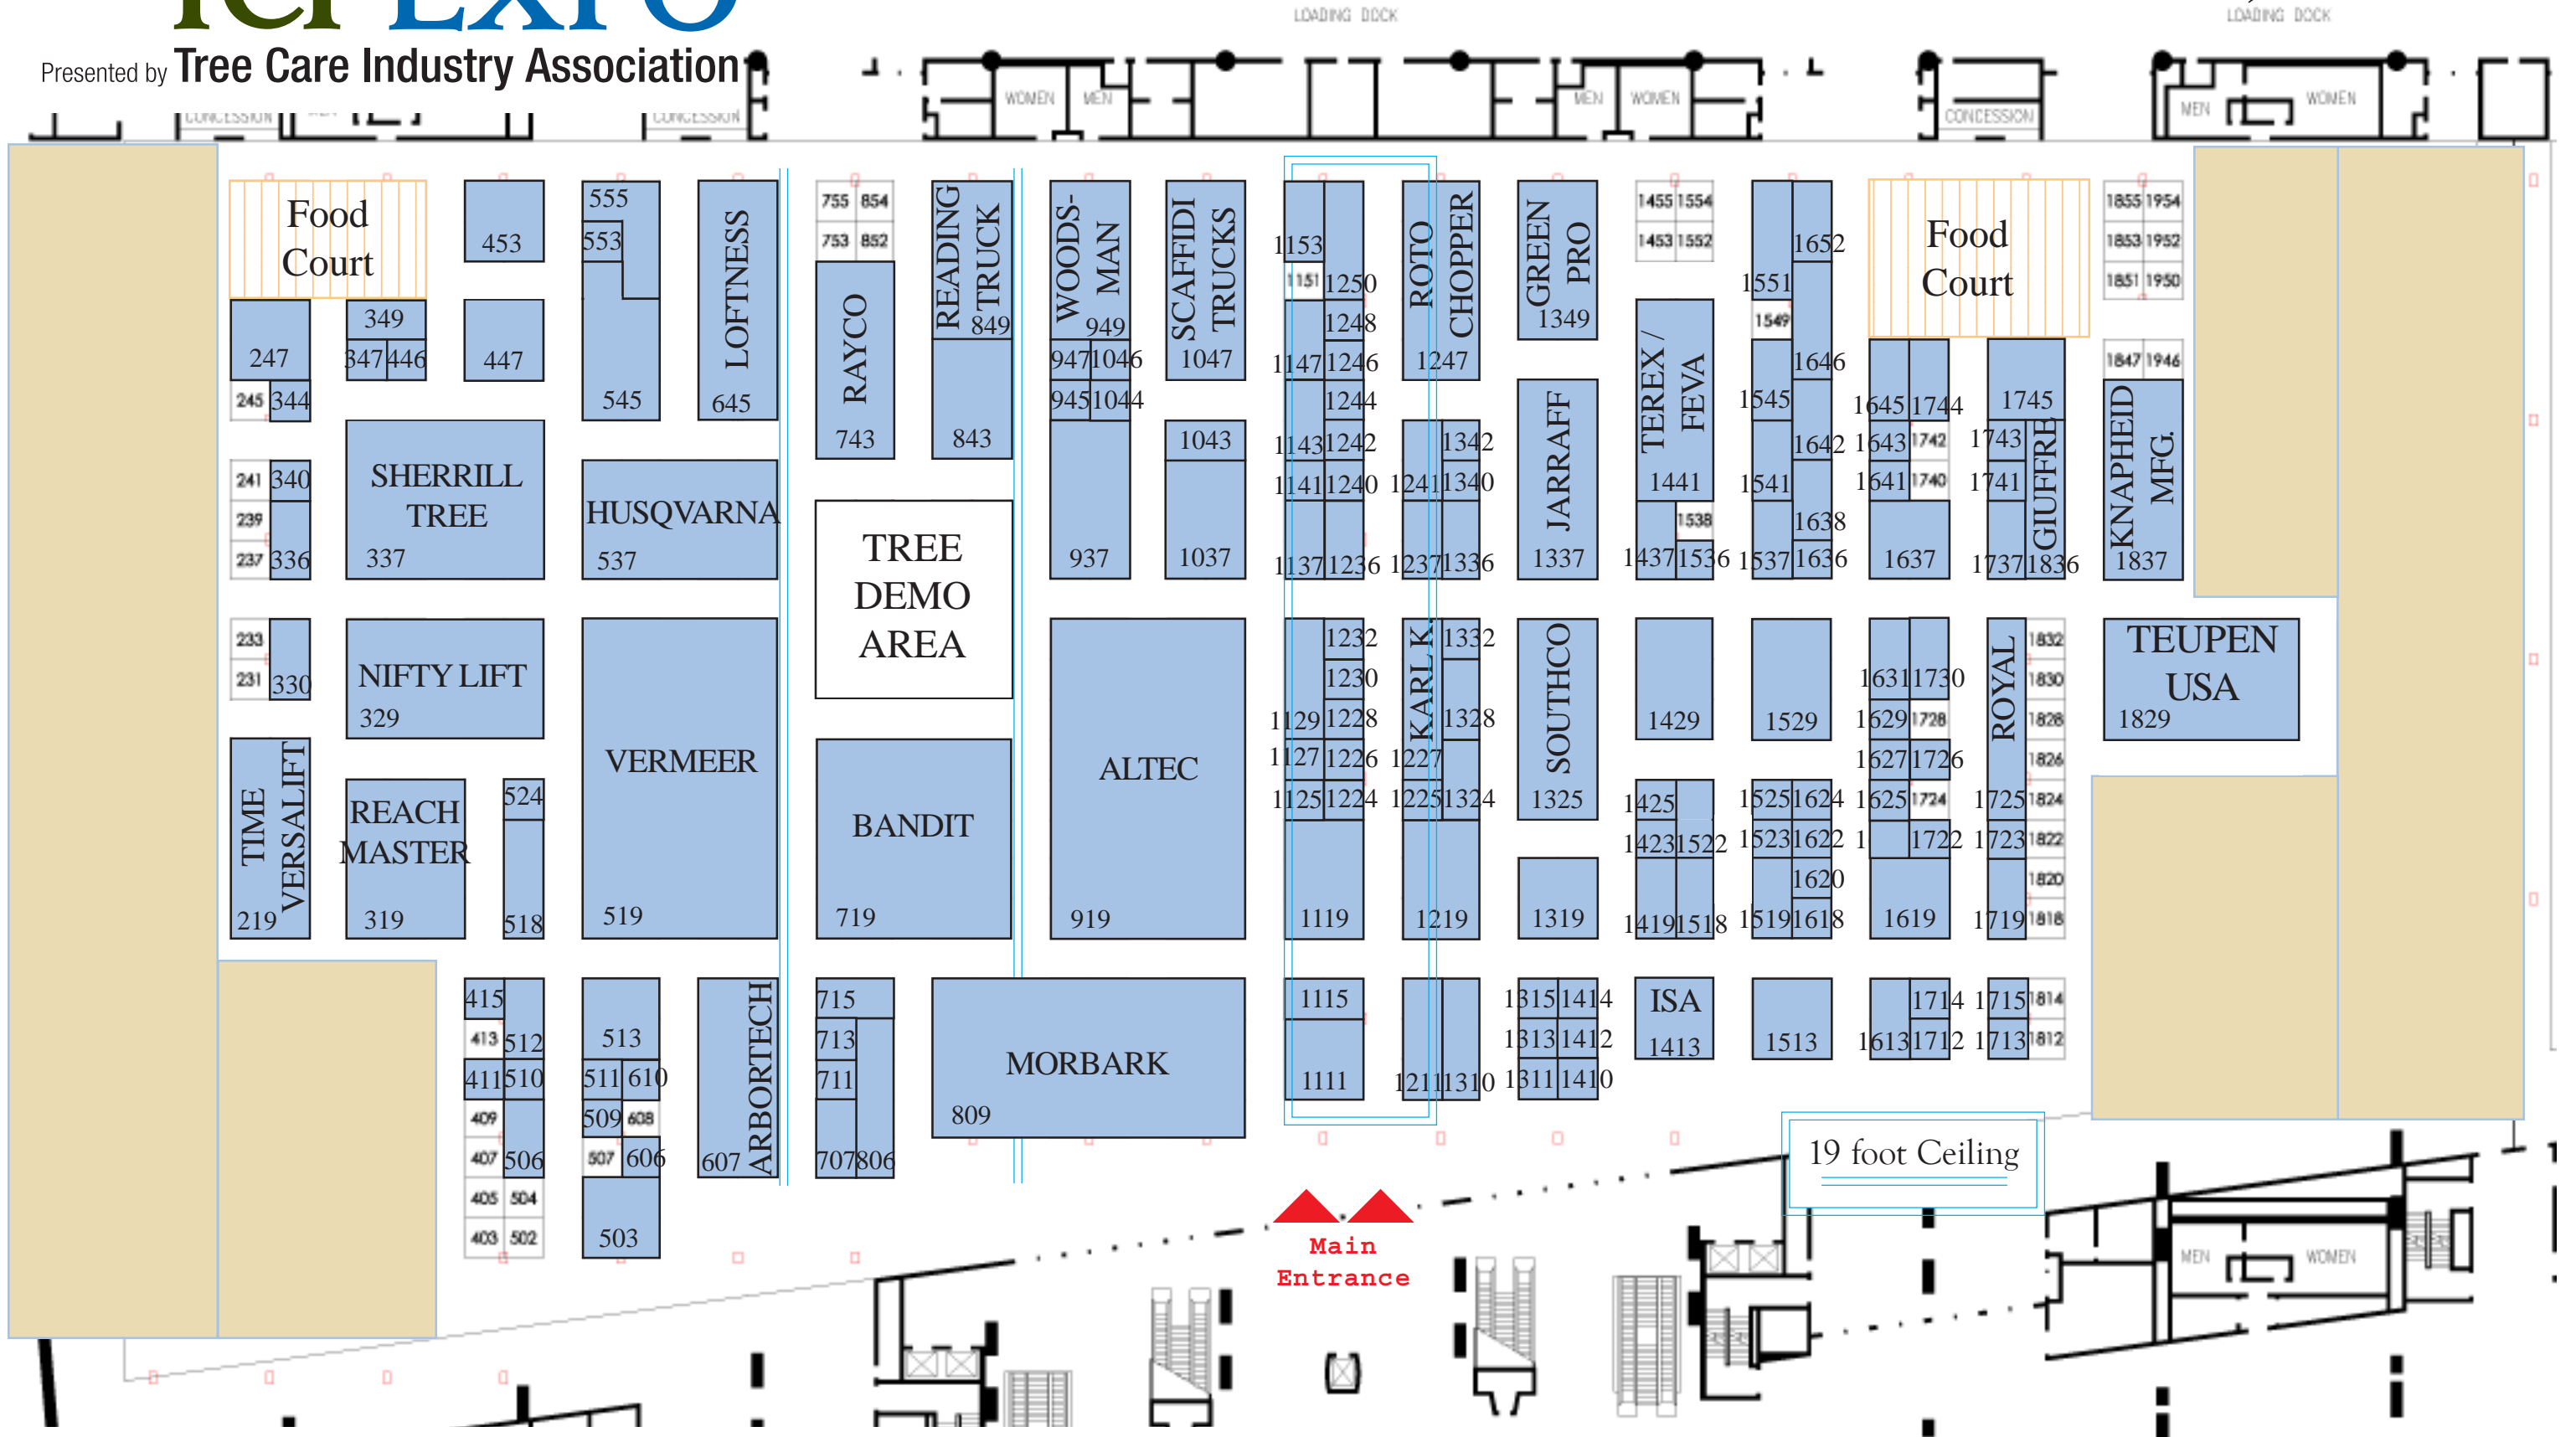 TCI EXPO
Presented by Tree Care Industry Association
LOADING DOCK
LOADING DOCK
CONCESSION
CONCESSION
WOMEN
MEN
MEN
WOMEN
CONCESSION
MEN
WOMEN
Food
Court
453
555
553
545
LOFTNESS
645
755 854
753 852
RAYCO
743
READING
TRUCK
849
843
WOODS-
MAN
949
947 1046
945 1044
937
SCAFFIDI
TRUCKS
1047
1043
1037
1153
1151
1250
1248
1147 1246
1244
1143 1242
1141 1240
1137 1236
ROTO
CHOPPER
1247
1342
1241 1340
1237 1336
GREEN
PRO
1349
JARRAFF
1337
1455 1554
1453 1552
TEREX /
FEVA
1441
1538
1437 1536
1652
1551
1549
1646
1545
1642
1541
1638
1537 1636
Food
Court
1645 1744
1643 1742
1641 1740
1637
1745
1743
1741
GIUFFRE
1737 1836
1855 1954
1853 1952
1851 1950
1847 1946
KNAPHEID
MFG.
1837
247
245 344
349
347 446
447
241 340
239
237 336
SHERRILL
TREE
337
HUSQVARNA
537
TREE
DEMO
AREA
233
231 330
NIFTY LIFT
329
TIME
VERSALIFT
219
REACH
MASTER
319
524
518
VERMEER
519
BANDIT
719
ALTEC
919
1232
1230
1129 1228
1127 1226
1125 1224
1119
KARL K
1332
1328
1227
1225 1324
1219
SOUTHCO
1325
1319
1429
1425
1423 1522
1419 1518
1529
1525 1624
1523 1622
1620
1519 1618
1631 1730
1629 1728
1627 1726
1625 1724
1722
1619
ROYAL
1725
1723
1719
1832
1830
1828
1826
1824
1822
1820
1818
TEUPEN
USA
1829
415
413 512
411 510
409
407 506
405 504
403 502
513
511 610
509 608
507 606
503
ARBORTECH
607
715
713
711
707 806
MORBARK
809
1115
1111
1211 1310
1315 1414
1313 1412
1311 1410
ISA
1413
1513
1714
1613 1712
1715 1814
1713 1812
19 foot Ceiling
Main
Entrance
MEN
WOMEN